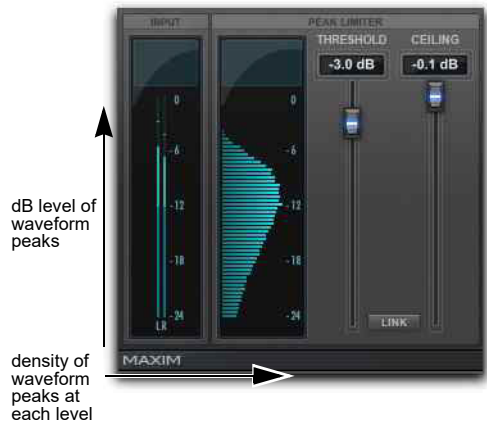 INPUT
PEAK LIMITER
THRESHOLD
CEILING
-3.0 dB
-0.1 dB
0
-6
-12
-18
-24
L R
0
-6
-12
-18
-24
LINK
MAXIM
dB level of
waveform
peaks
density of
waveform
peaks at
each level